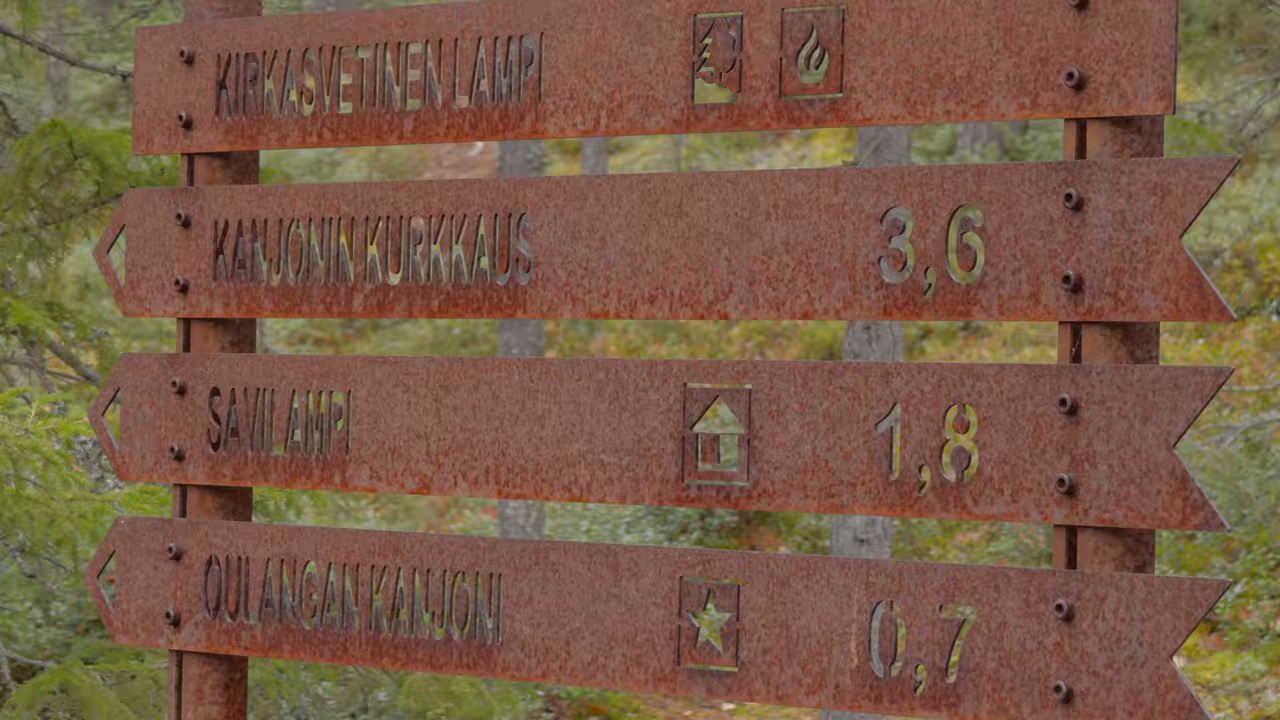 KIRKASVETINEN LAMPI
KANJONIN KURKKAUS 3,6
SAVILAMPI 1,8
OULANGAN KANJONI 0,7